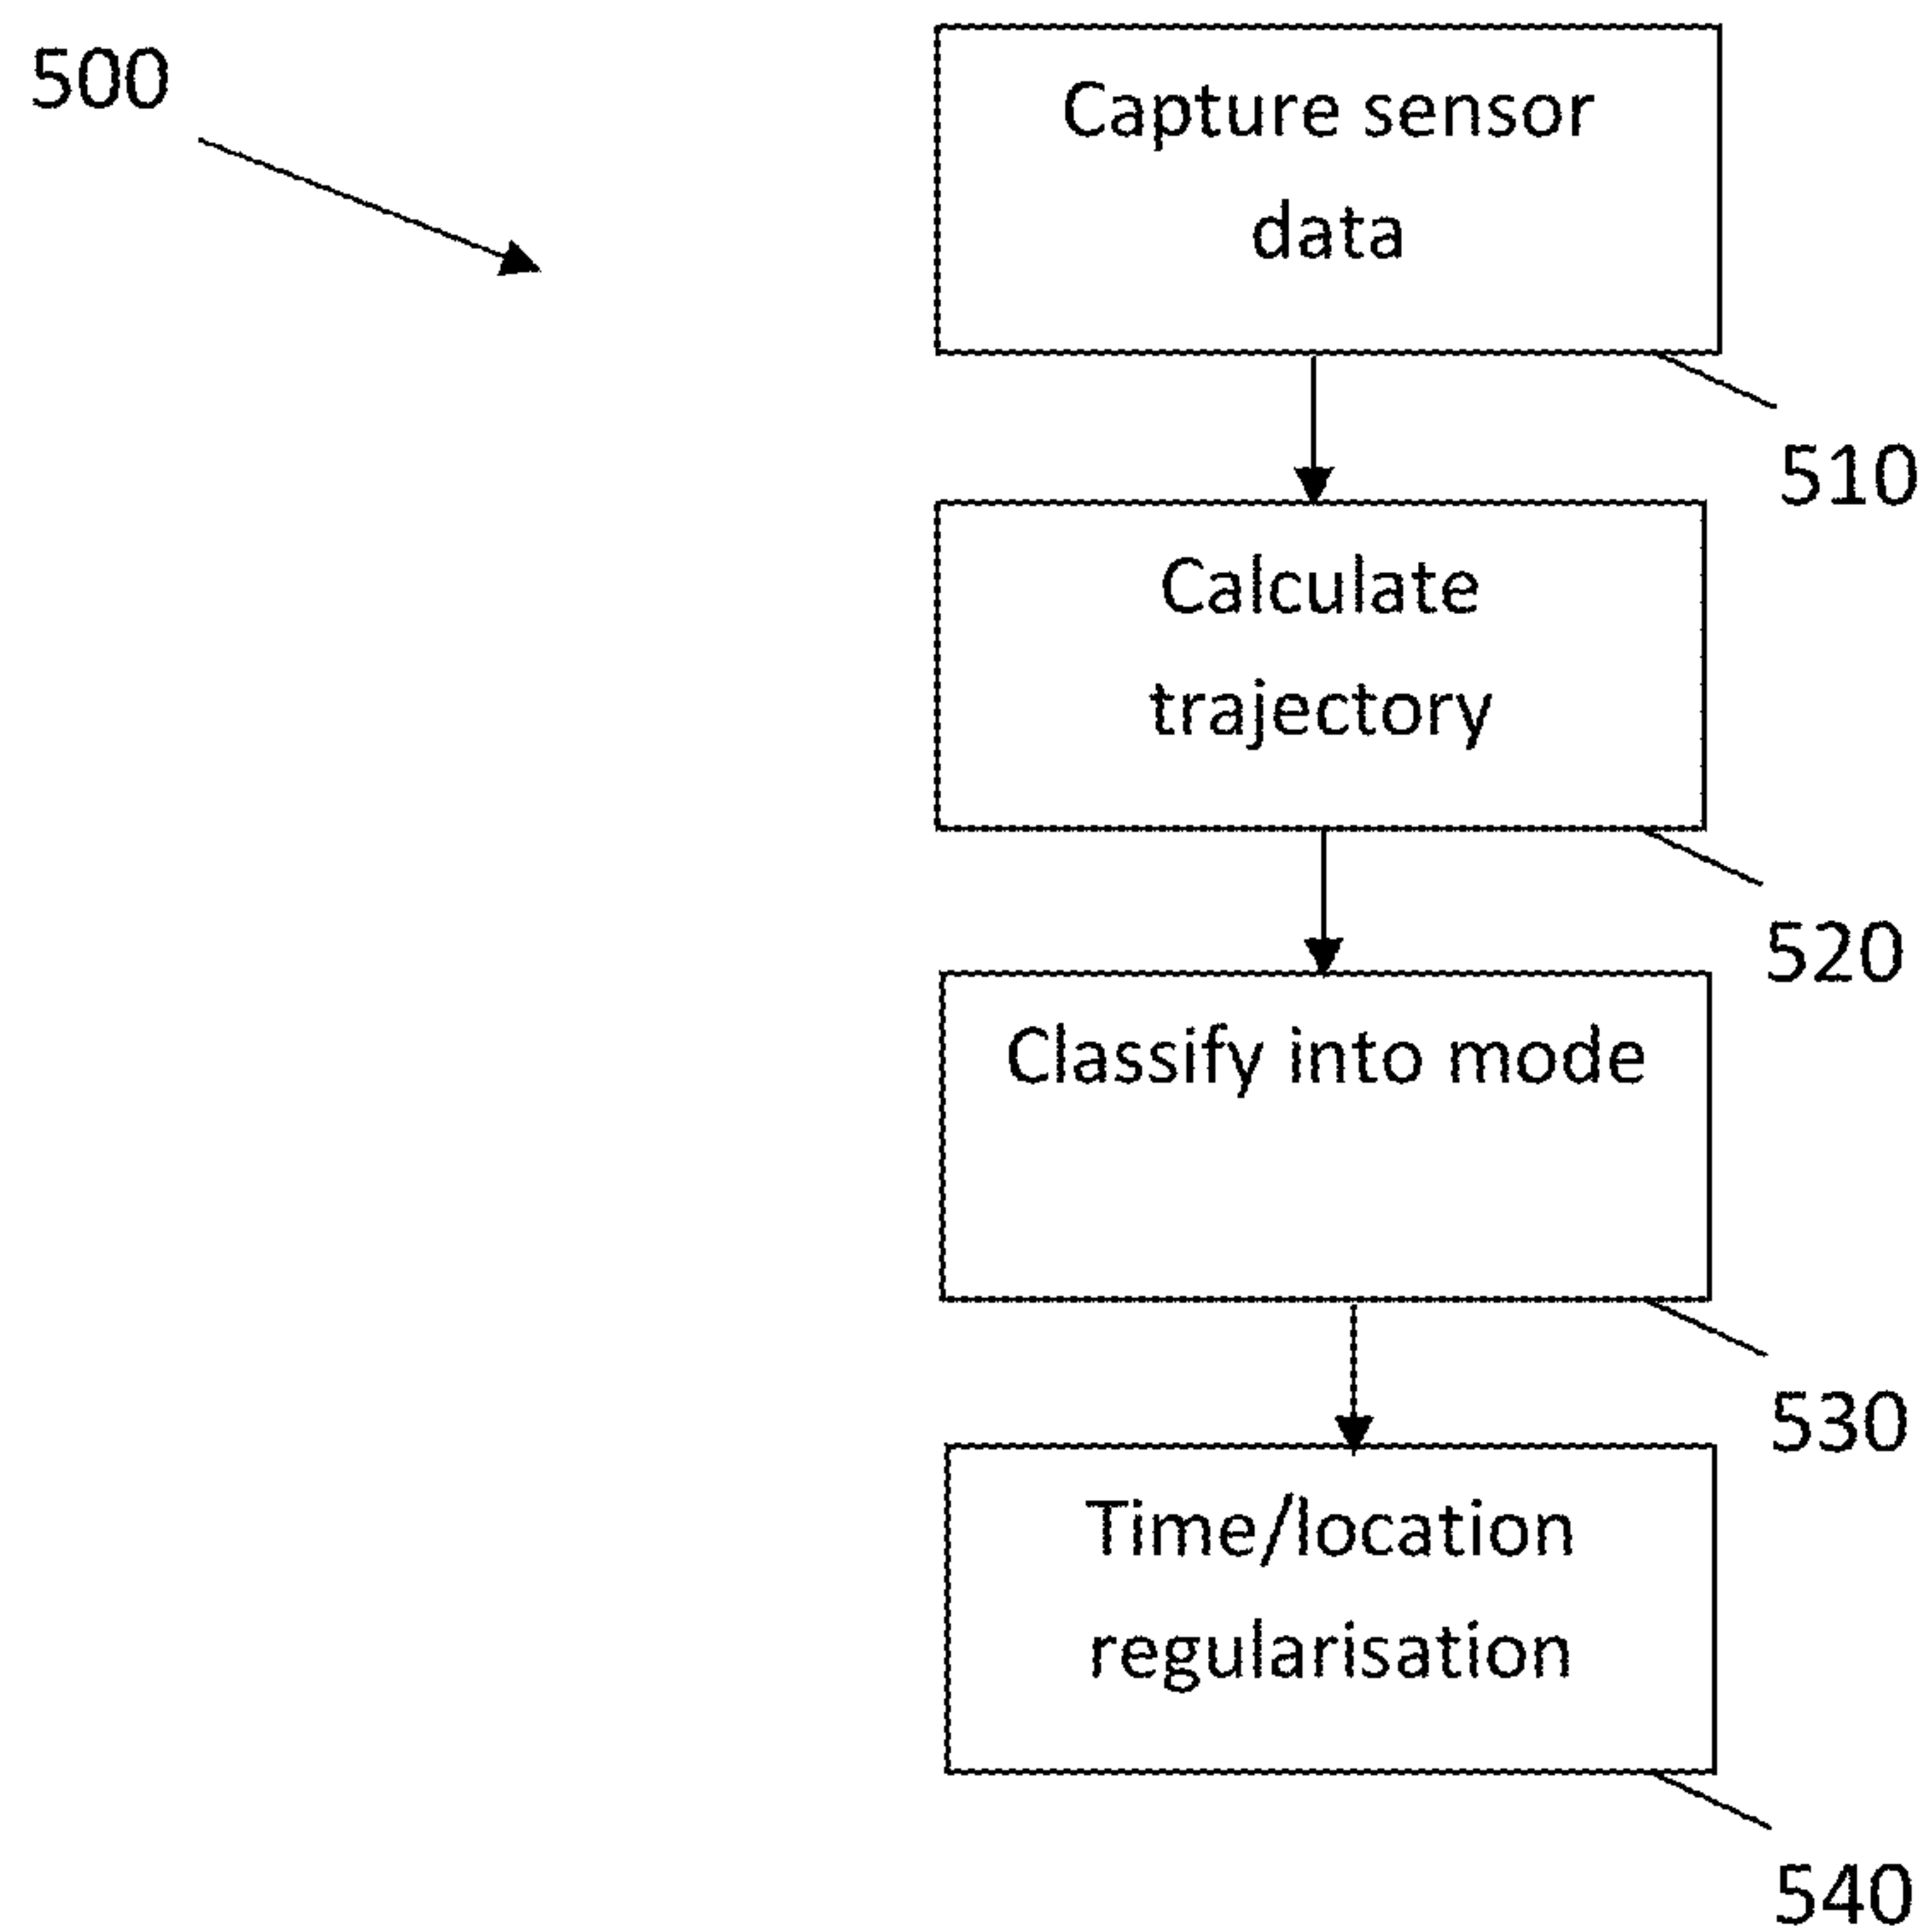 500
Capture sensor
data
510
Calculate
trajectory
520
Classify into mode
530
Time/location
regularisation
540